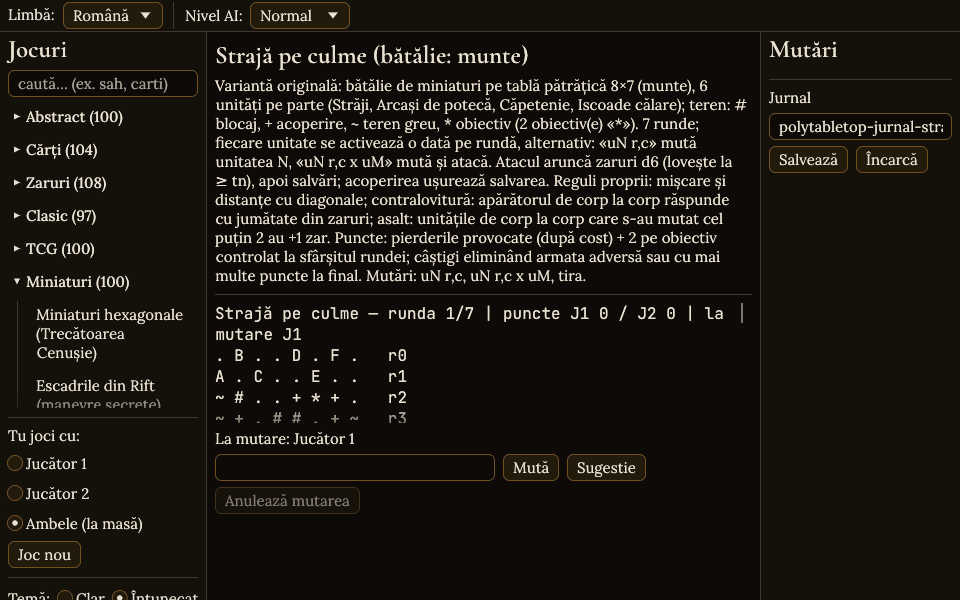 Limbă: Română ▼ Nivel AI: Normal ▼
Jocuri
caută... (ex. sah, carti)
▸ Abstract (100)
▸ Cărți (104)
▸ Zaruri (108)
▸ Clasic (97)
▸ TCG (100)
▾ Miniaturi (100)
Miniaturi hexagonale
(Trecătoarea
Cenușie)
Escadrile din Rift
(manevre secrete)
Tu joci cu:
Jucător 1
Jucător 2
Ambele (la masă)
Joc nou
Temă: Clar Întunecat
Strajă pe culme (bătălie: munte)
Variantă originală: bătălie de miniaturi pe tablă pătrățică 8×7 (munte), 6
unități pe parte (Străji, Arcași de potecă, Căpetenie, Iscoade călare); teren: #
blocaj, + acoperire, ~ teren greu, * obiectiv (2 obiectiv(e) «*»). 7 runde;
fiecare unitate se activează o dată pe rundă, alternativ: «uN r,c» mută
unitatea N, «uN r,c x uM» mută și atacă. Atacul aruncă zaruri d6 (lovește la
≥ tn), apoi salvări; acoperirea ușurează salvarea. Reguli proprii: mișcare și
distanțe cu diagonale; contralovitură: apărătorul de corp la corp răspunde
cu jumătate din zaruri; asalt: unitățile de corp la corp care s-au mutat cel
puțin 2 au +1 zar. Puncte: pierderile provocate (după cost) + 2 pe obiectiv
controlat la sfârșitul rundei; câștigi eliminând armata adversă sau cu mai
multe puncte la final. Mutări: uN r,c, uN r,c x uM, tira.
Strajă pe culme — runda 1/7 | puncte J1 0 / J2 0 | la |
mutare J1
. B . . D . F . r0
A . C . . E . . r1
~ # . . + * + . r2
~ + . # # . + ~ r3
La mutare: Jucător 1
Mută Sugestie
Anulează mutarea
Mutări
Jurnal
polytabletop-jurnal-stra
Salvează Încarcă